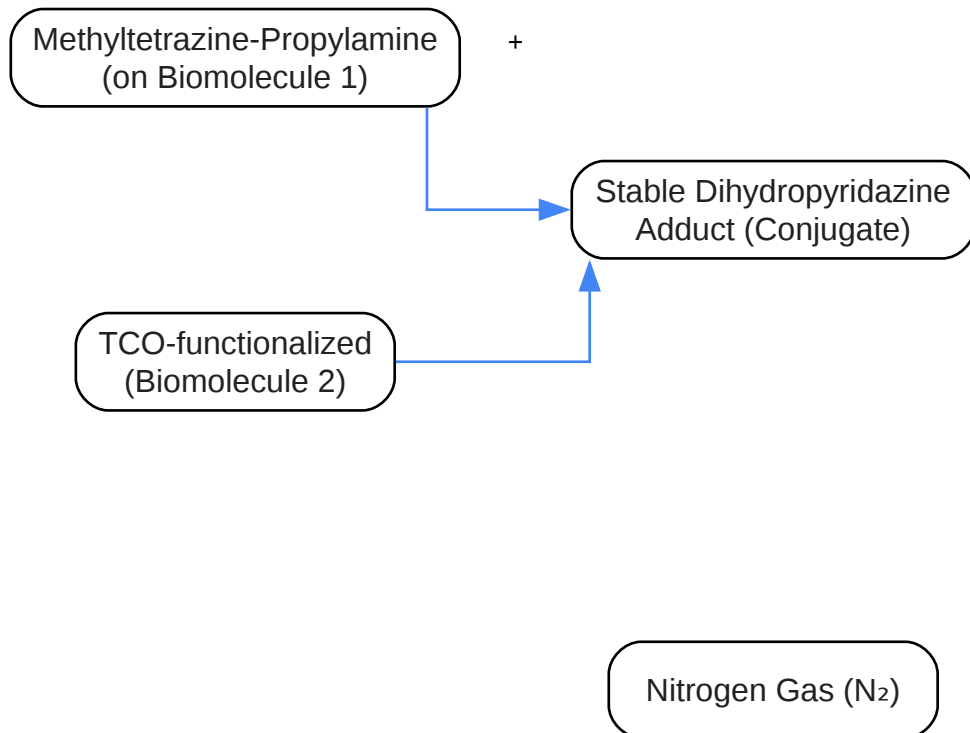 Methyltetrazine-Propylamine
(on Biomolecule 1)
+
Stable Dihydropyridazine
Adduct (Conjugate)
TCO-functionalized
(Biomolecule 2)
Nitrogen Gas (N₂)